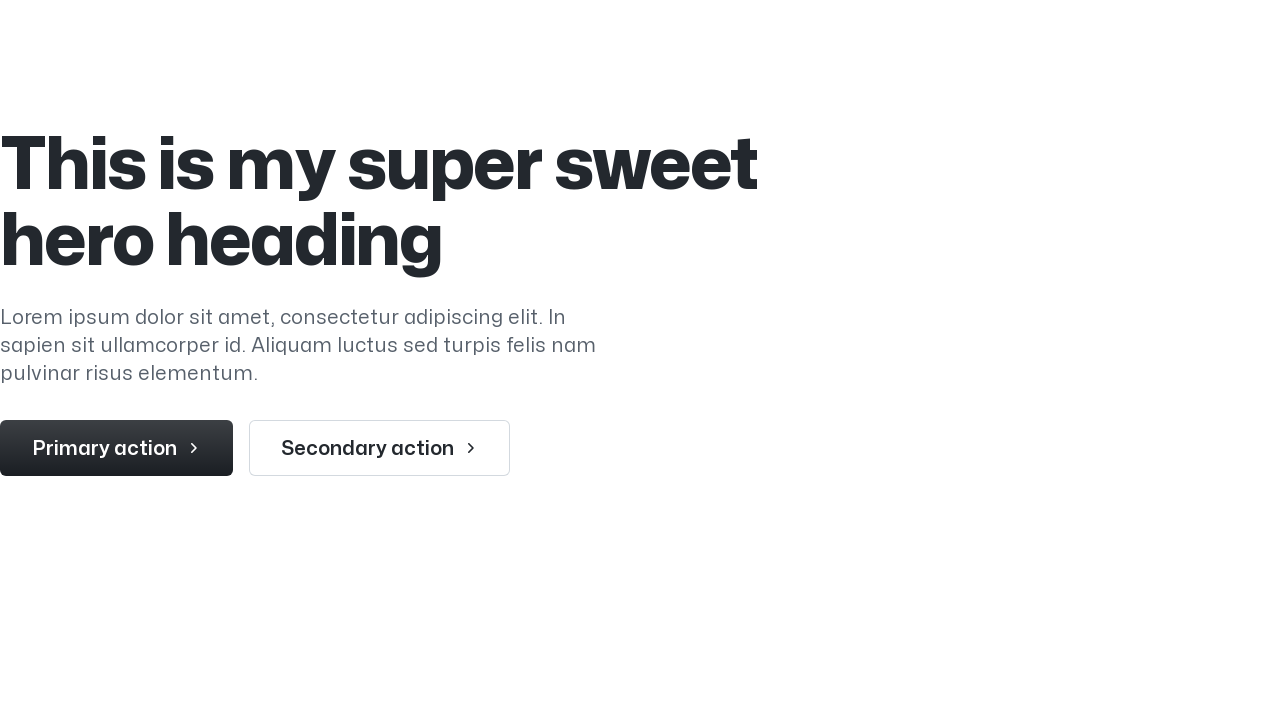 This is my super sweet
hero heading
Lorem ipsum dolor sit amet, consectetur adipiscing elit. In
sapien sit ullamcorper id. Aliquam luctus sed turpis felis nam
pulvinar risus elementum.
Primary action
Secondary action